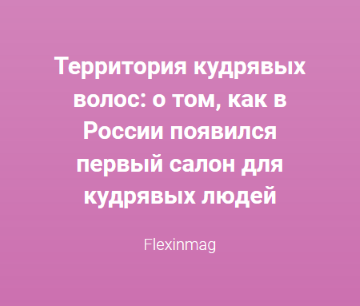 Территория кудрявых
волос: о том, как в
России появился
первый салон для
кудрявых людей
Flexinmag